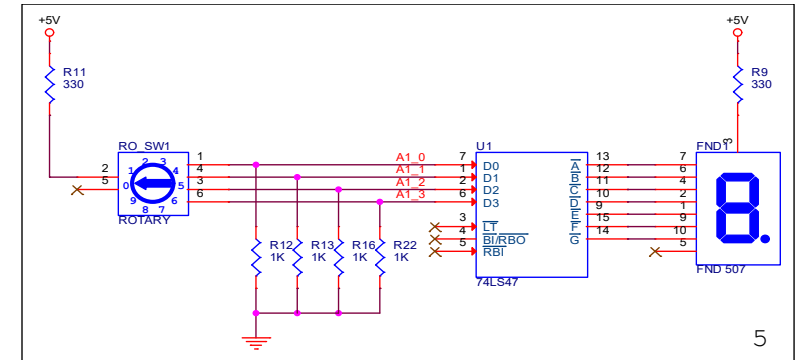 +5V
R11
330
RO_SW1
2
5
0
1
2
3
4
5
6
7
8
9
1
4
3
6
ROTARY
A1_0
A1_1
A1_2
A1_3
R12
1K
R13
1K
R16
1K
R22
1K
U1
7
1
2
6
3
4
5
D0
D1
D2
D3
LT
BI/RBO
RBI
A
B
C
D
E
F
G
13
12
11
10
9
15
14
74LS47
+5V
R9
330
3
FND1
7
6
4
2
1
9
10
5
8.
FND 507
5